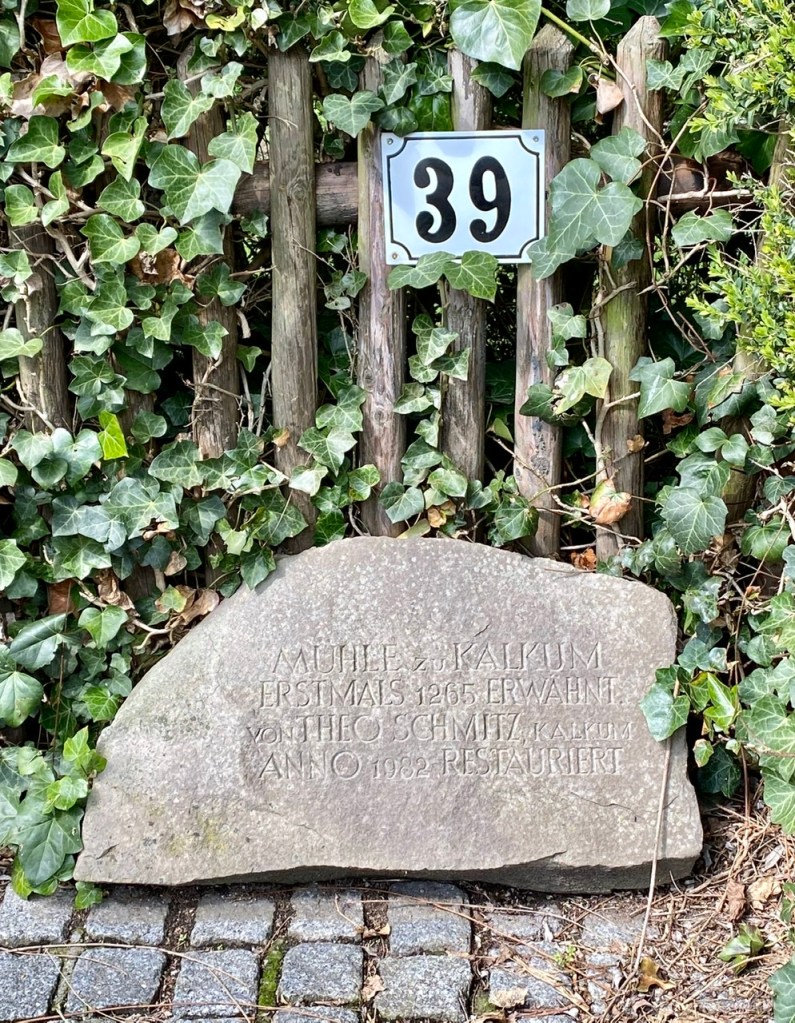 39
MÜHLE ZU KALKUM
ERSTMALS 1265 ERWÄHNT.
VON THEO SCHMITZ, KALKUM
ANNO 1982 RESTAURIERT